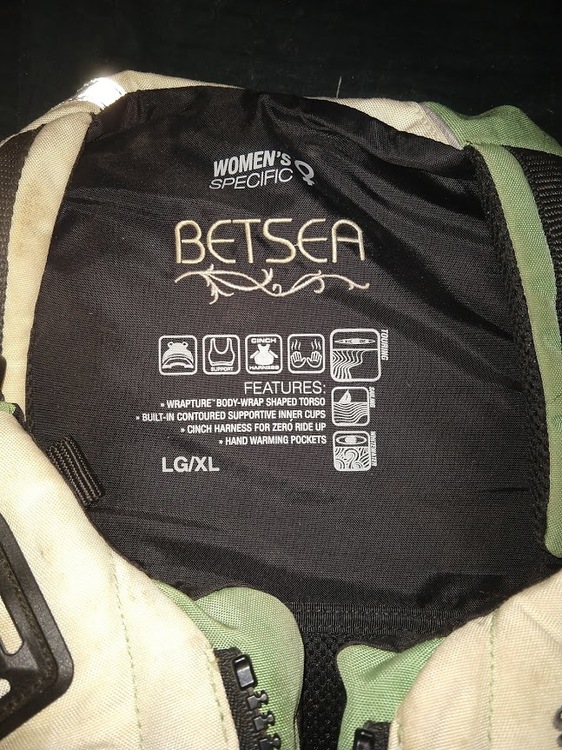 WOMEN'S
SPECIFIC
BETSEA
SUPPORT
CINCH
HARNESS
TOURING
FEATURES:
» WRAPTURE™ BODY-WRAP SHAPED TORSO
» BUILT-IN CONTOURED SUPPORTIVE INNER CUPS
» CINCH HARNESS FOR ZERO RIDE UP
» HAND WARMING POCKETS
WHITEWATER
LG/XL